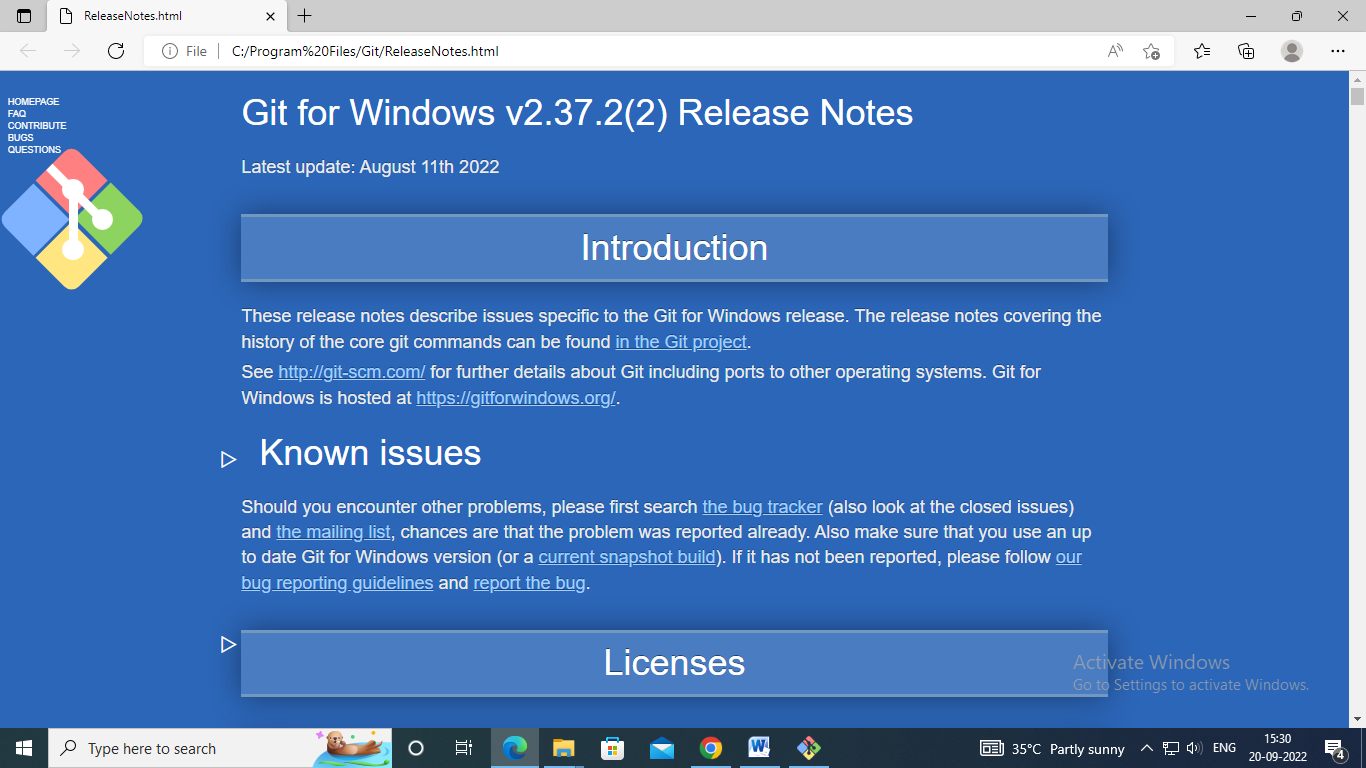 ReleaseNotes.html
File
C:/Program%20Files/Git/ReleaseNotes.html
HOMEPAGE
FAQ
CONTRIBUTE
BUGS
QUESTIONS
Git for Windows v2.37.2(2) Release Notes
Latest update: August 11th 2022
Introduction
These release notes describe issues specific to the Git for Windows release. The release notes covering the
history of the core git commands can be found in the Git project.
See http://git-scm.com/ for further details about Git including ports to other operating systems. Git for
Windows is hosted at https://gitforwindows.org/.
Known issues
Should you encounter other problems, please first search the bug tracker (also look at the closed issues)
and the mailing list, chances are that the problem was reported already. Also make sure that you use an up
to date Git for Windows version (or a current snapshot build). If it has not been reported, please follow our
bug reporting guidelines and report the bug.
Licenses
Activate Windows
Go to Settings to activate Windows.
Type here to search
35°C Partly sunny
ENG
15:30
20-09-2022
4